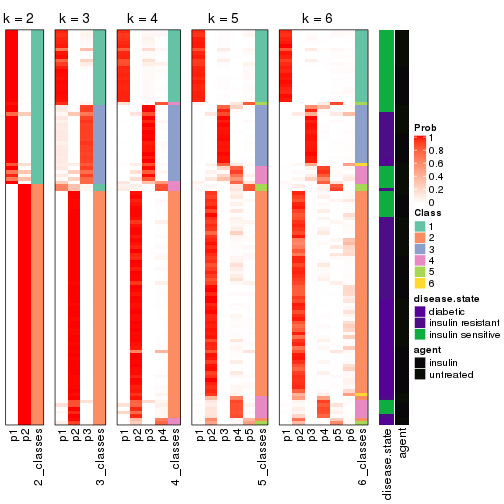 k = 2
k = 3
k = 4
k = 5
k = 6
p1
p2
2_classes
p1
p2
p3
3_classes
p1
p2
p3
p4
4_classes
p1
p2
p3
p4
p5
5_classes
p1
p2
p3
p4
p5
p6
6_classes
disease.state
agent
Prob
1
0.8
0.6
0.4
0.2
0
Class
1
2
3
4
5
6
disease.state
diabetic
insulin resistant
insulin sensitive
agent
insulin
untreated